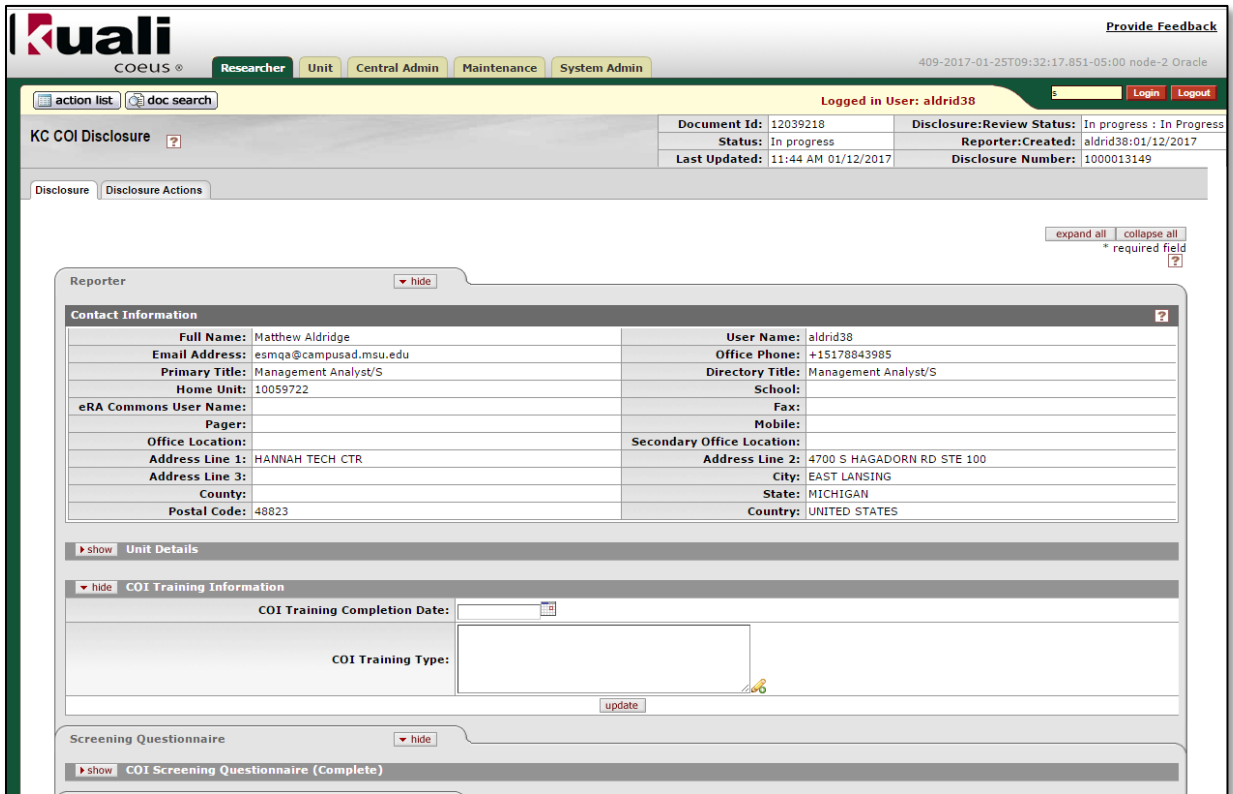 Provide Feedback
kuali
coeus ®
Researcher Unit Central Admin Maintenance System Admin
409-2017-01-25T09:32:17.851-05:00 node-2 Oracle
action list doc search Logged in User: aldrid38 s Login Logout
KC COI Disclosure ?
Document Id: 12039218 Disclosure:Review Status: In progress : In Progress
Status: In progress Reporter:Created: aldrid38:01/12/2017
Last Updated: 11:44 AM 01/12/2017 Disclosure Number: 1000013149
Disclosure Disclosure Actions
expand all collapse all
* required field
?
Reporter hide
Contact Information ?
Full Name: Matthew Aldridge User Name: aldrid38
Email Address: esmqa@campusad.msu.edu Office Phone: +15178843985
Primary Title: Management Analyst/S Directory Title: Management Analyst/S
Home Unit: 10059722 School:
eRA Commons User Name: Fax:
Pager: Mobile:
Office Location: Secondary Office Location:
Address Line 1: HANNAH TECH CTR Address Line 2: 4700 S HAGADORN RD STE 100
Address Line 3: City: EAST LANSING
County: State: MICHIGAN
Postal Code: 48823 Country: UNITED STATES
show Unit Details
hide COI Training Information
COI Training Completion Date:
COI Training Type:
update
Screening Questionnaire hide
show COI Screening Questionnaire (Complete)